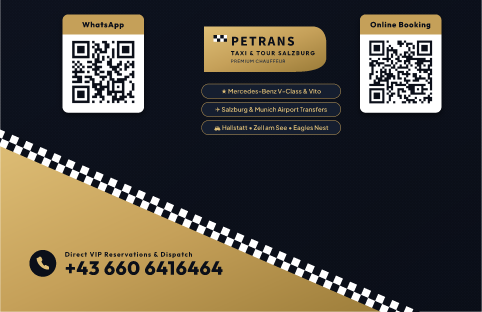 WhatsApp
Online Booking
PETRANS
TAXI & TOUR SALZBURG
PREMIUM CHAUFFEUR
★ Mercedes-Benz V-Class & Vito
✈ Salzburg & Munich Airport Transfers
🏔 Hallstatt • Zell am See • Eagles Nest
Direct VIP Reservations & Dispatch
+43 660 6416464